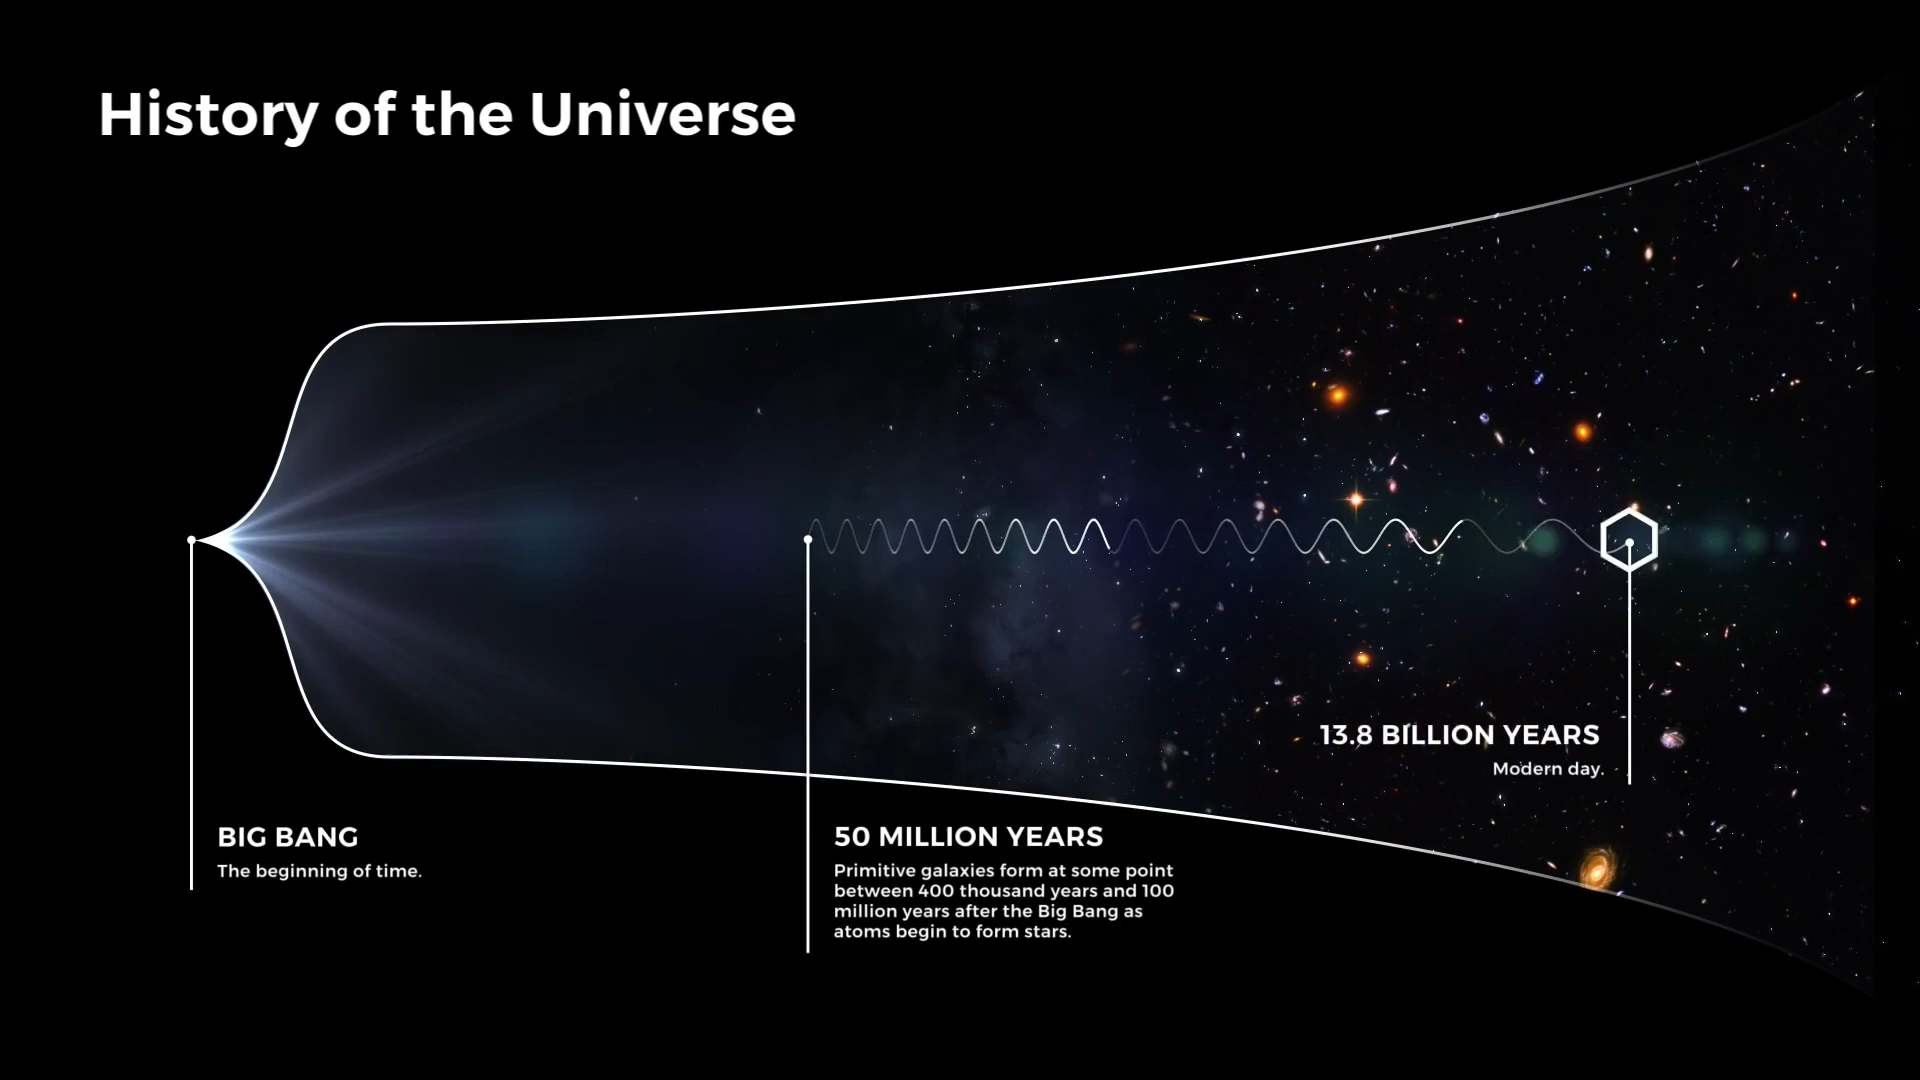 History of the Universe
13.8 BILLION YEARS
Modern day.
BIG BANG
The beginning of time.
50 MILLION YEARS
Primitive galaxies form at some point
between 400 thousand years and 100
million years after the Big Bang as
atoms begin to form stars.